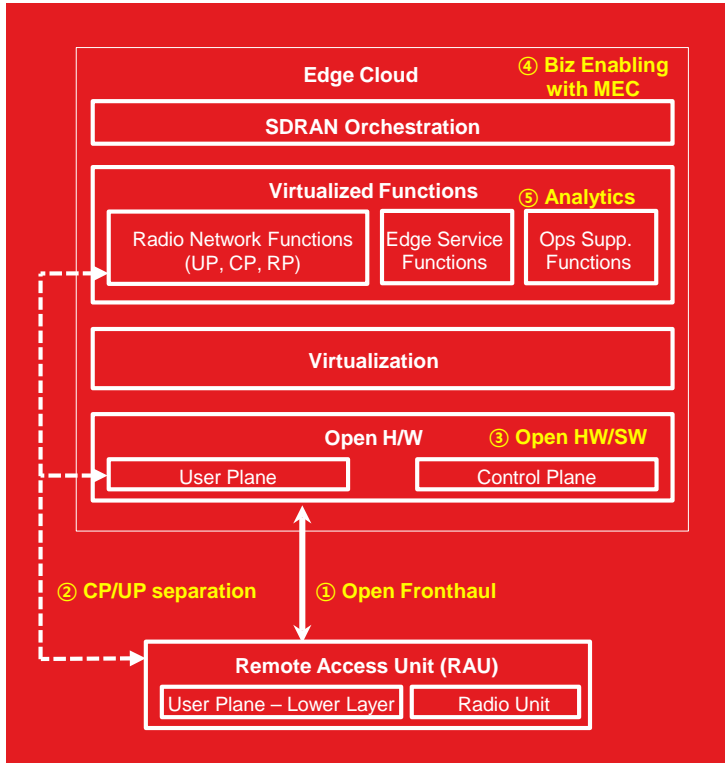 Edge Cloud
④ Biz Enabling
with MEC
SDRAN Orchestration
Virtualized Functions
⑤ Analytics
Radio Network Functions
(UP, CP, RP)
Edge Service
Functions
Ops Supp.
Functions
Virtualization
Open H/W
③ Open HW/SW
User Plane
Control Plane
② CP/UP separation
① Open Fronthaul
Remote Access Unit (RAU)
User Plane – Lower Layer
Radio Unit